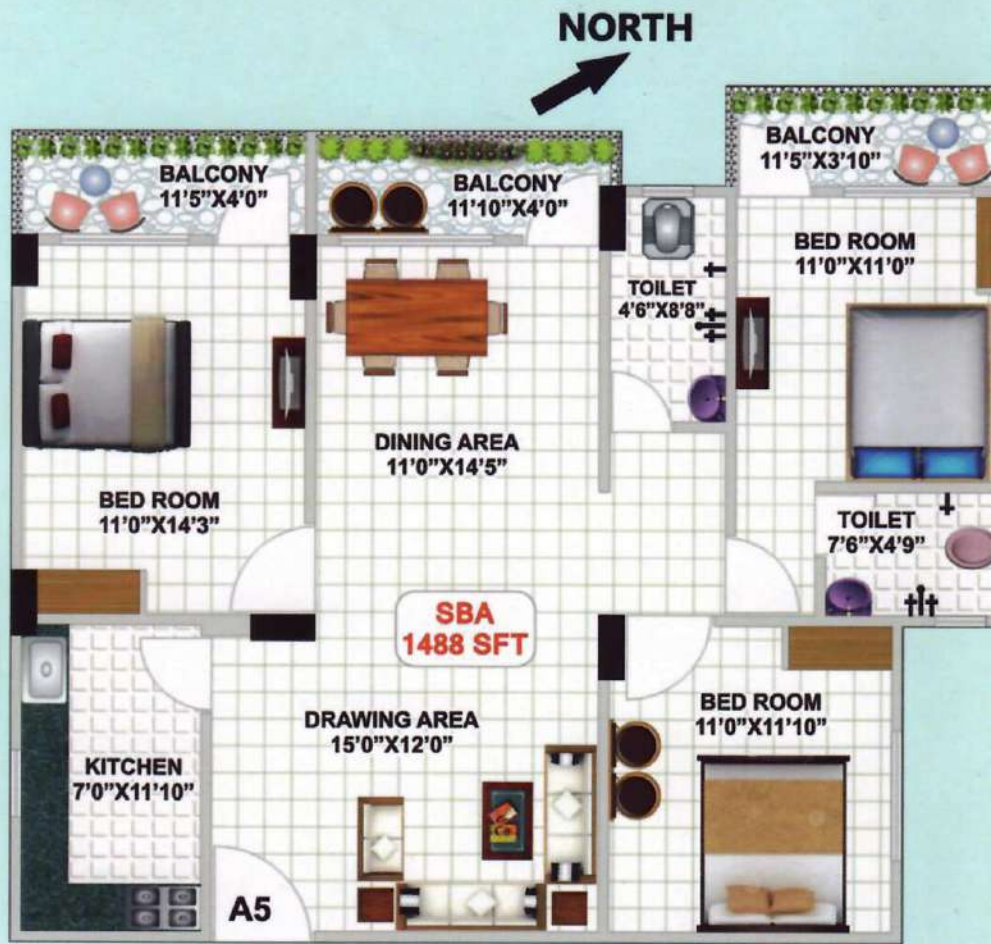 NORTH
BALCONY
11'5"X4'0"
BALCONY
11'10"X4'0"
BALCONY
11'5"X3'10"
BED ROOM
11'0"X11'0"
TOILET
4'6"X8'8"
DINING AREA
11'0"X14'5"
BED ROOM
11'0"X14'3"
TOILET
7'6"X4'9"
SBA
1488 SFT
BED ROOM
11'0"X11'10"
DRAWING AREA
15'0"X12'0"
KITCHEN
7'0"X11'10"
A5